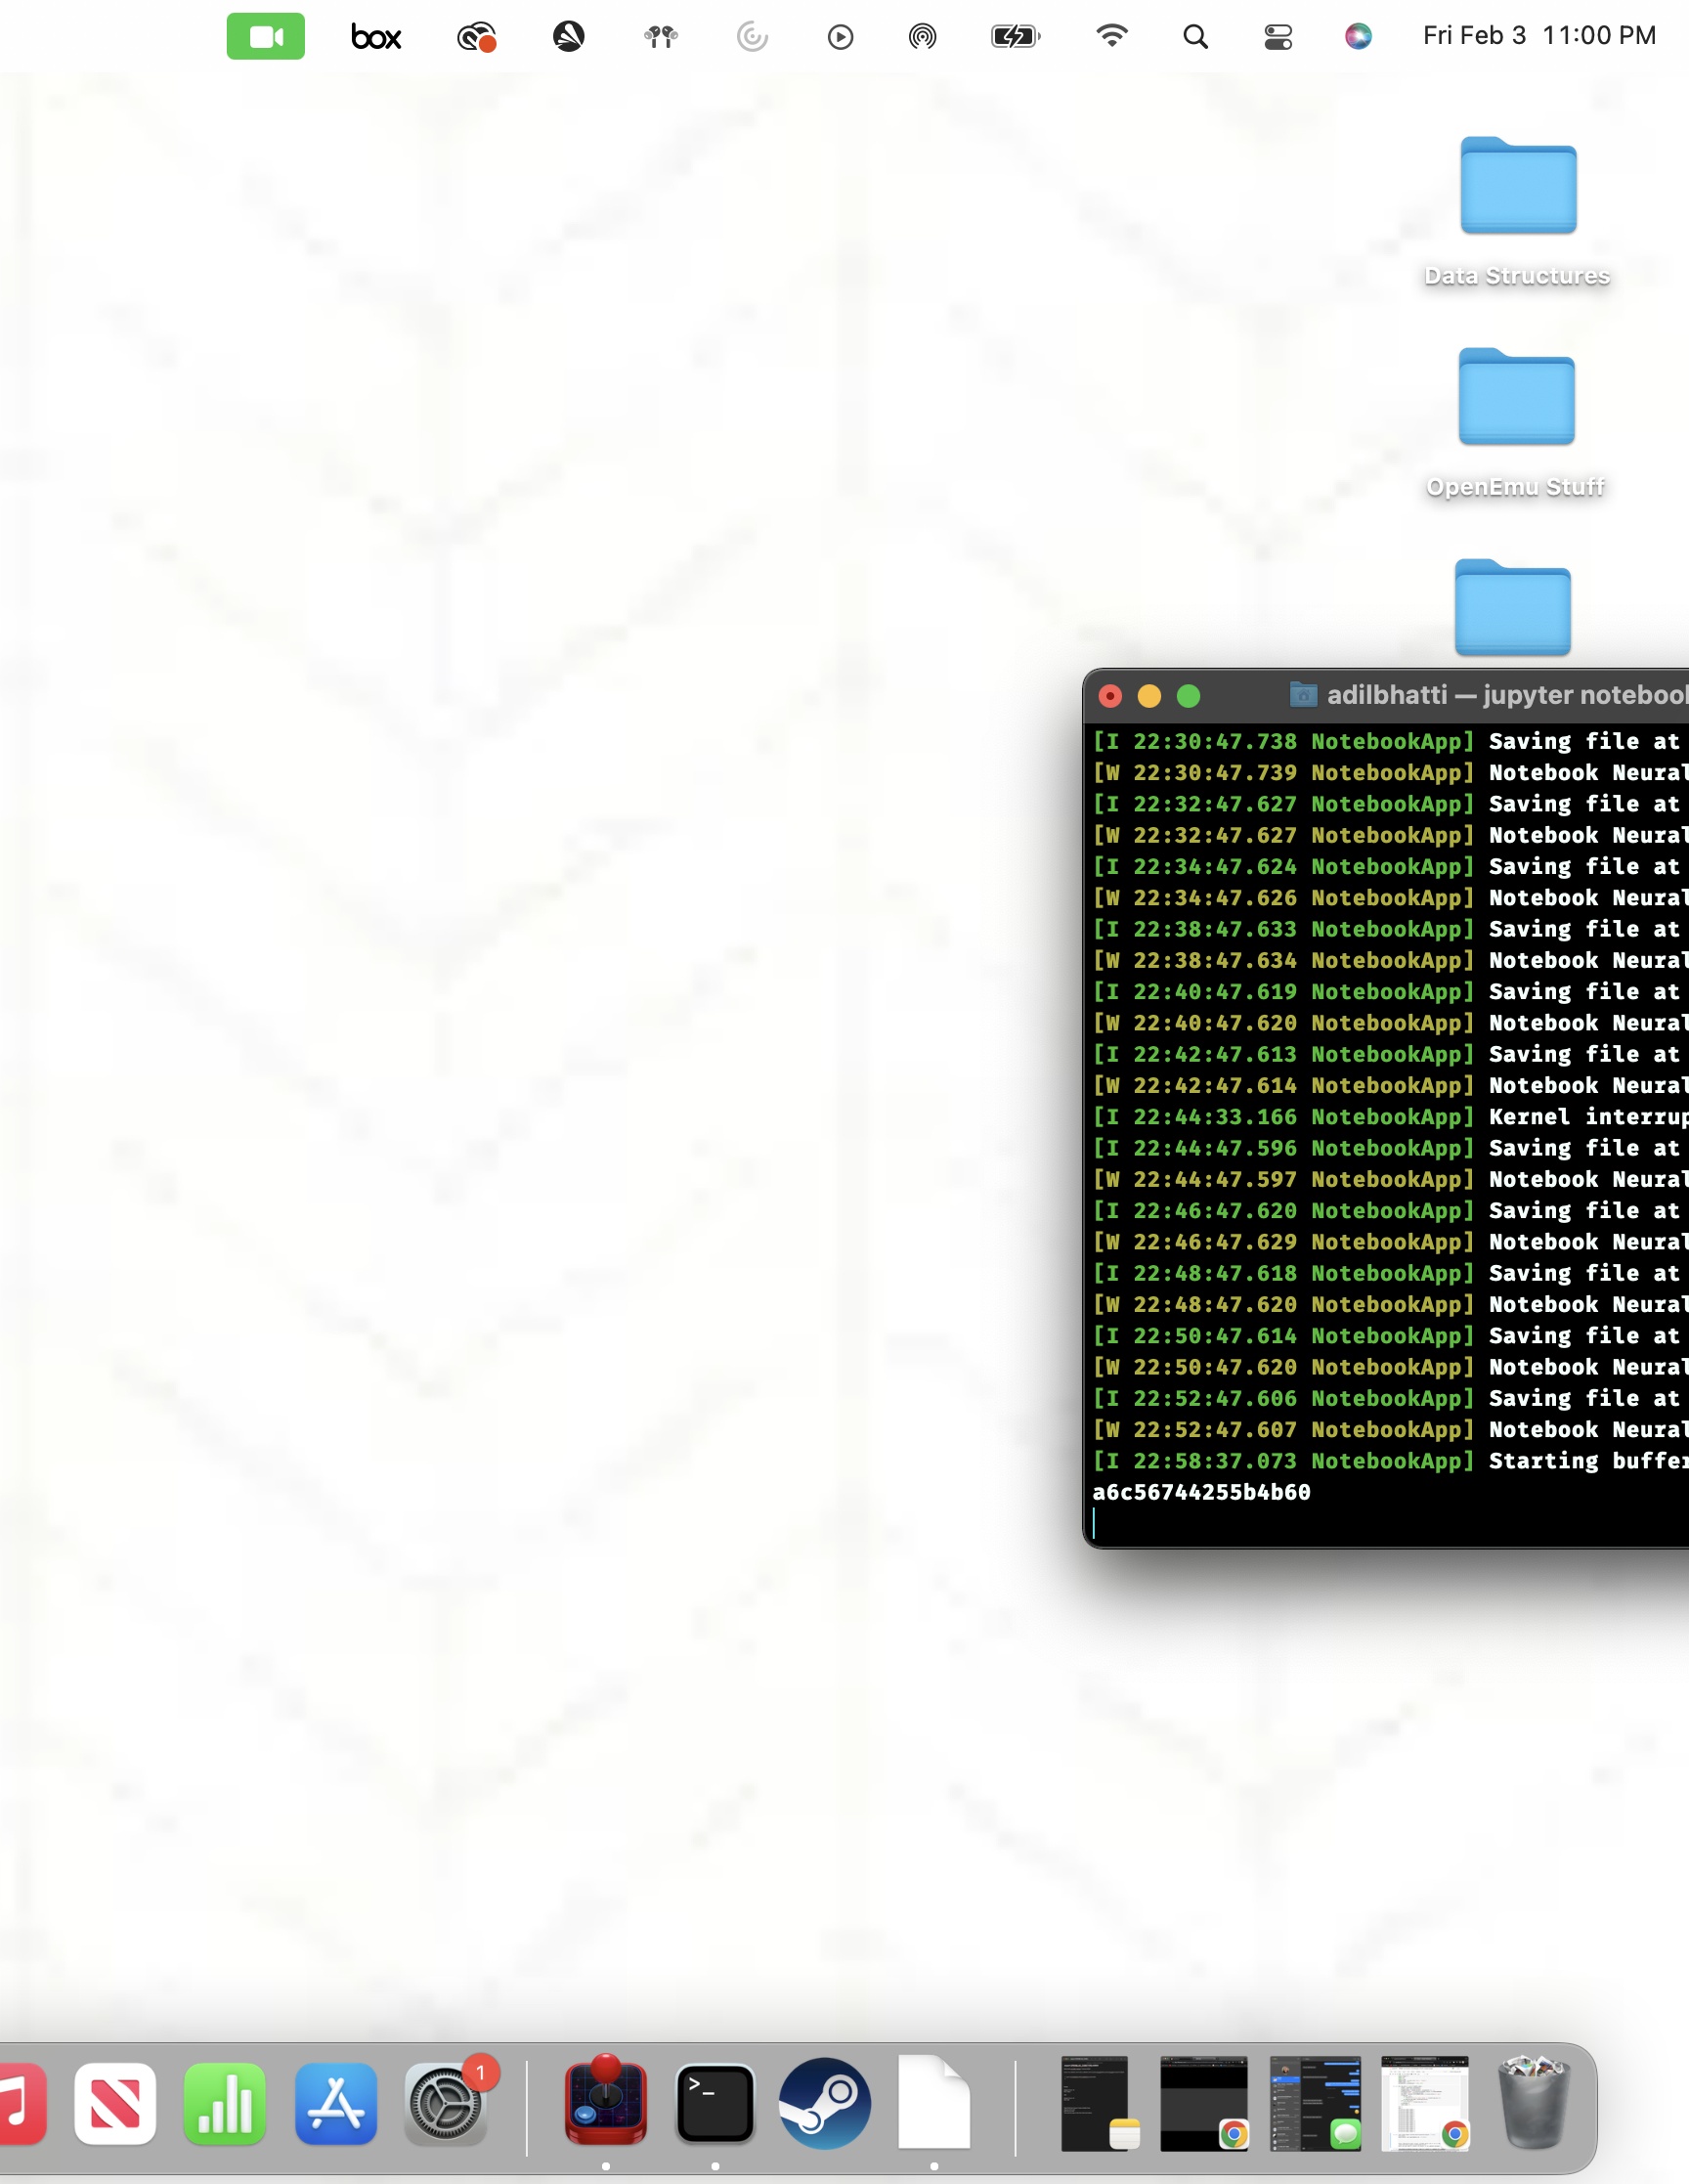 box
Fri Feb 3 11:00 PM
Data Structures
OpenEmu Stuff
adilbhatti — jupyter notebook
[I 22:30:47.738 NotebookApp] Saving file at
[W 22:30:47.739 NotebookApp] Notebook Neural
[I 22:32:47.627 NotebookApp] Saving file at
[W 22:32:47.627 NotebookApp] Notebook Neural
[I 22:34:47.624 NotebookApp] Saving file at
[W 22:34:47.626 NotebookApp] Notebook Neural
[I 22:38:47.633 NotebookApp] Saving file at
[W 22:38:47.634 NotebookApp] Notebook Neural
[I 22:40:47.619 NotebookApp] Saving file at
[W 22:40:47.620 NotebookApp] Notebook Neural
[I 22:42:47.613 NotebookApp] Saving file at
[W 22:42:47.614 NotebookApp] Notebook Neural
[I 22:44:33.166 NotebookApp] Kernel interrup
[I 22:44:47.596 NotebookApp] Saving file at
[W 22:44:47.597 NotebookApp] Notebook Neural
[I 22:46:47.620 NotebookApp] Saving file at
[W 22:46:47.629 NotebookApp] Notebook Neural
[I 22:48:47.618 NotebookApp] Saving file at
[W 22:48:47.620 NotebookApp] Notebook Neural
[I 22:50:47.614 NotebookApp] Saving file at
[W 22:50:47.620 NotebookApp] Notebook Neural
[I 22:52:47.606 NotebookApp] Saving file at
[W 22:52:47.607 NotebookApp] Notebook Neural
[I 22:58:37.073 NotebookApp] Starting buffer
a6c56744255b4b60
1
>_